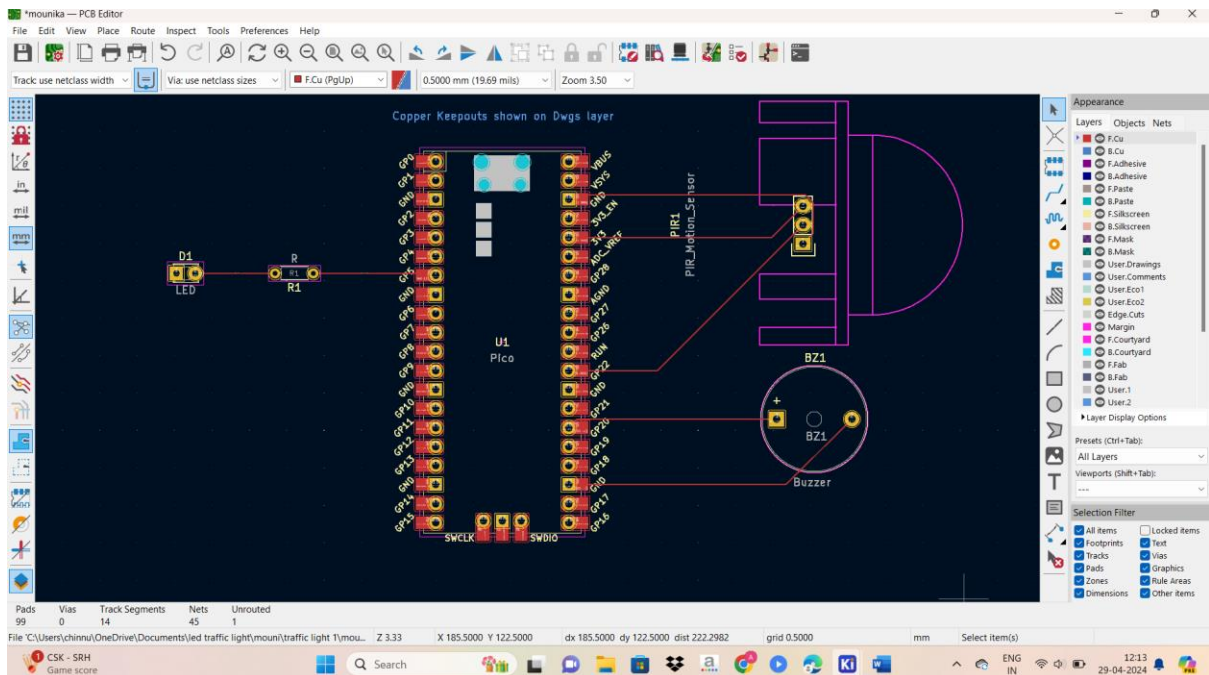 *mounika — PCB Editor
File Edit View Place Route Inspect Tools Preferences Help
Track: use netclass width
Via: use netclass sizes
F.Cu (PgUp)
0.5000 mm (19.69 mils)
Zoom 3.50
in
mil
mm
Copper Keepouts shown on Dwgs layer
GP0
GP1
GND
GP2
GP3
GP4
GP5
GND
GP6
GP7
GP8
GP9
GND
GP10
GP11
GP12
GP13
GND
GP14
GP15
VBUS
VSYS
GND
3V3_EN
3V3
ADC_VREF
GP28
AGND
GP27
GP26
RUN
GP22
GND
GP21
GP20
GP19
GP18
GND
GP17
GP16
U1
Pico
SWCLK
SWDIO
D1
LED
R
R1
R1
PIR1
PIR_Motion_Sensor
BZ1
+
BZ1
Buzzer
Appearance
Layers Objects Nets
F.Cu
B.Cu
F.Adhesive
B.Adhesive
F.Paste
B.Paste
F.Silkscreen
B.Silkscreen
F.Mask
B.Mask
User.Drawings
User.Comments
User.Eco1
User.Eco2
Edge.Cuts
Margin
F.Courtyard
B.Courtyard
F.Fab
B.Fab
User.1
User.2
Layer Display Options
Presets (Ctrl+Tab):
All Layers
Viewports (Shift+Tab):
---
Selection Filter
All items Locked items
Footprints Text
Tracks Vias
Pads Graphics
Zones Rule Areas
Dimensions Other items
Pads Vias Track Segments Nets Unrouted
99 0 14 45 1
File 'C:\Users\chinnu\OneDrive\Documents\led traffic light\mouni\traffic light 1\mou... Z 3.33 X 185.5000 Y 122.5000 dx 185.5000 dy 122.5000 dist 222.2982 grid 0.5000 mm Select item(s)
1
CSK - SRH
Game score
Search
Ki
ENG
IN
12:13
29-04-2024